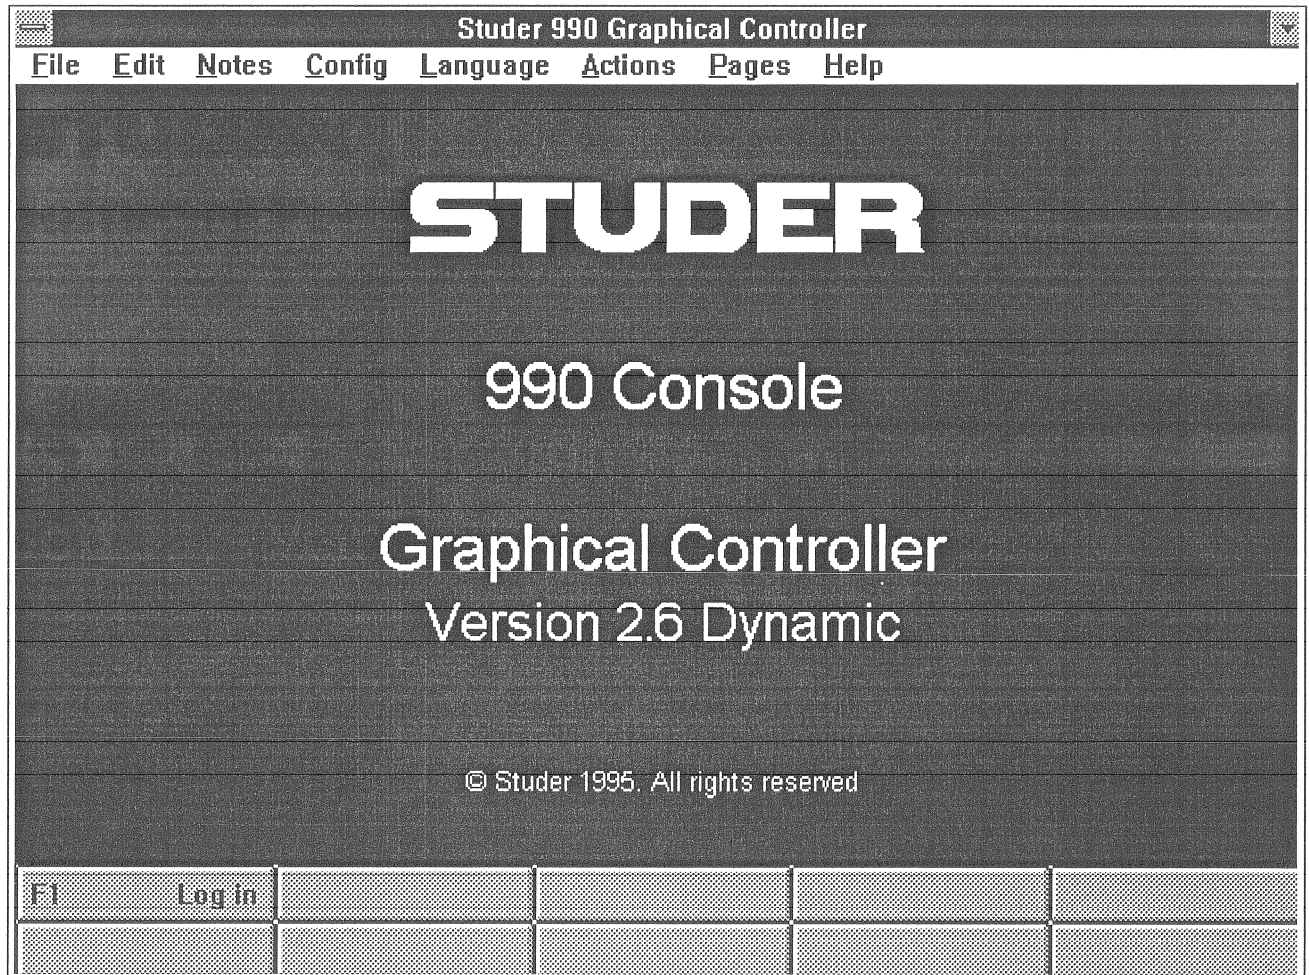 Studer 990 Graphical Controller
File Edit Notes Config Language Actions Pages Help
STUDER
990 Console
Graphical Controller
Version 2.6 Dynamic
© Studer 1995. All rights reserved
F1 Log in